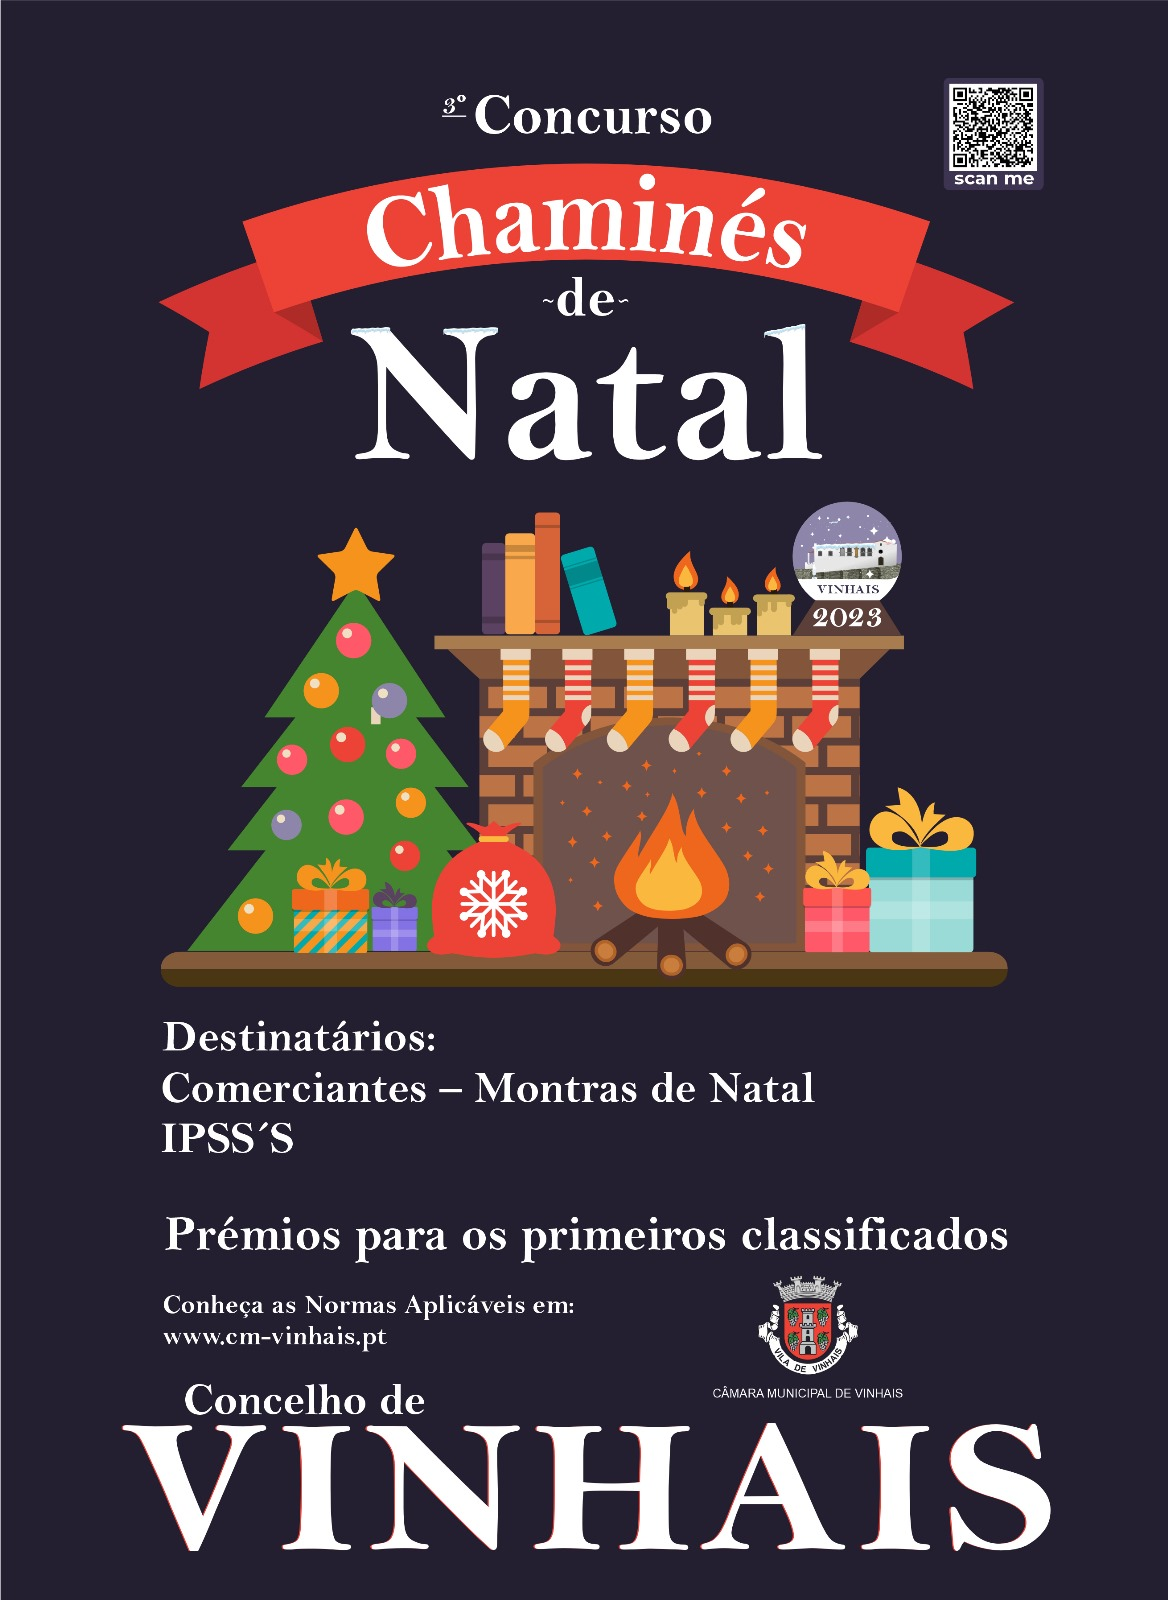 3º Concurso
scan me
Chaminés
~de~
Natal
VINHAIS
2023
Destinatários:
Comerciantes – Montras de Natal
IPSS´S
Prémios para os primeiros classificados
Conheça as Normas Aplicáveis em:
www.cm-vinhais.pt
VILA DE VINHAIS
CÂMARA MUNICIPAL DE VINHAIS
Concelho de
VINHAIS